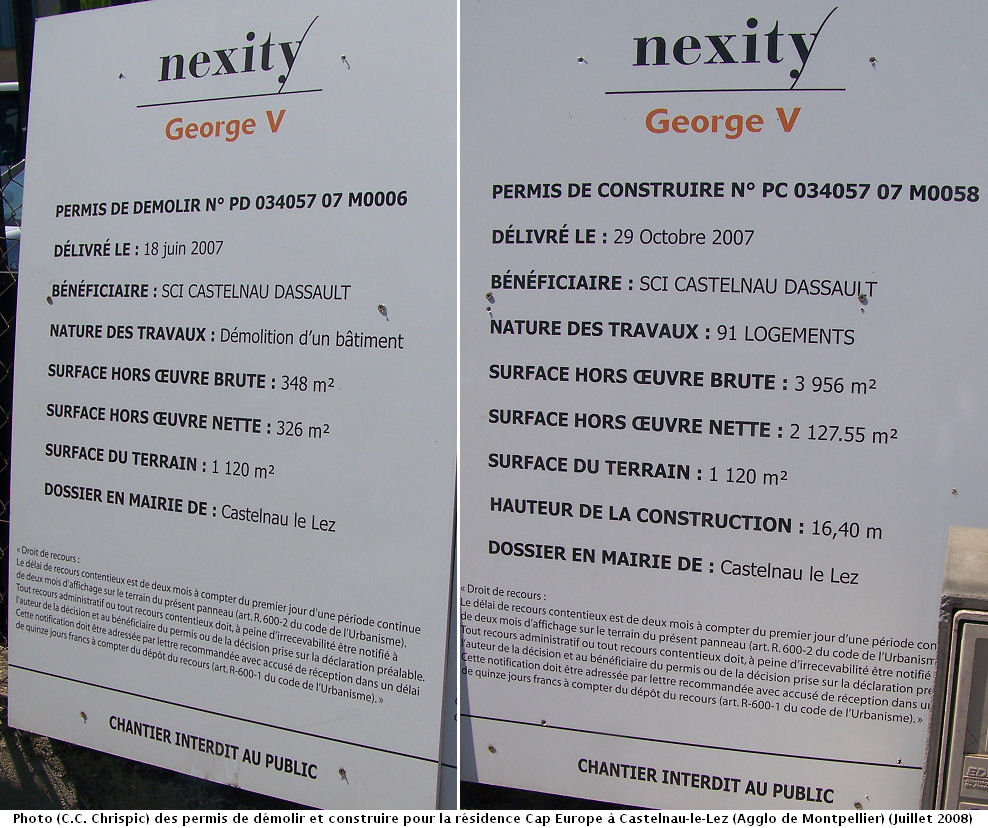 nexity
George V
PERMIS DE DEMOLIR N° PD 034057 07 M0006
DÉLIVRÉ LE : 18 juin 2007
BÉNÉFICIAIRE : SCI CASTELNAU DASSAULT
NATURE DES TRAVAUX : Démolition d'un bâtiment
SURFACE HORS ŒUVRE BRUTE : 348 m²
SURFACE HORS ŒUVRE NETTE : 326 m²
SURFACE DU TERRAIN : 1 120 m²
DOSSIER EN MAIRIE DE : Castelnau le Lez
« Droit de recours :
Le délai de recours contentieux est de deux mois à compter du premier jour d'une période continue
de deux mois d'affichage sur le terrain du présent panneau (art. R. 600-2 du code de l'Urbanisme).
Tout recours administratif ou tout recours contentieux doit, à peine d'irrecevabilité être notifié à
l'auteur de la décision et au bénéficiaire du permis ou de la décision prise sur la déclaration préalable.
Cette notification doit être adressée par lettre recommandée avec accusé de réception dans un délai
de quinze jours francs à compter du dépôt du recours (art. R-600-1 du code de l'Urbanisme). »
CHANTIER INTERDIT AU PUBLIC
nexity
George V
PERMIS DE CONSTRUIRE N° PC 034057 07 M0058
DÉLIVRÉ LE : 29 Octobre 2007
BÉNÉFICIAIRE : SCI CASTELNAU DASSAULT
NATURE DES TRAVAUX : 91 LOGEMENTS
SURFACE HORS ŒUVRE BRUTE : 3 956 m²
SURFACE HORS ŒUVRE NETTE : 2 127.55 m²
SURFACE DU TERRAIN : 1 120 m²
HAUTEUR DE LA CONSTRUCTION : 16,40 m
DOSSIER EN MAIRIE DE : Castelnau le Lez
« Droit de recours :
Le délai de recours contentieux est de deux mois à compter du premier jour d'une période con
de deux mois d'affichage sur le terrain du présent panneau (art. R. 600-2 du code de l'Urbanism
Tout recours administratif ou tout recours contentieux doit, à peine d'irrecevabilité être notifié
l'auteur de la décision et au bénéficiaire du permis ou de la décision prise sur la déclaration pré
Cette notification doit être adressée par lettre recommandée avec accusé de réception dans un
de quinze jours francs à compter du dépôt du recours (art. R-600-1 du code de l'Urbanisme). »
CHANTIER INTERDIT AU PUBLIC
Photo (C.C. Chrispic) des permis de démolir et construire pour la résidence Cap Europe à Castelnau-le-Lez (Agglo de Montpellier) (Juillet 2008)